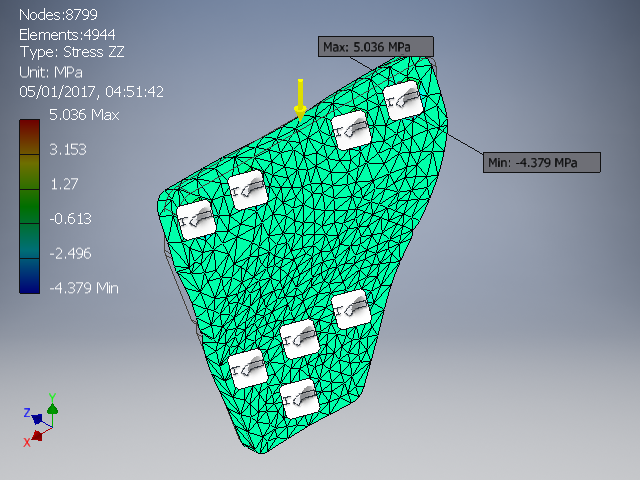 Nodes:8799
Elements:4944
Type: Stress ZZ
Unit: MPa
05/01/2017, 04:51:42
5.036 Max
3.153
1.27
-0.613
-2.496
-4.379 Min
Max: 5.036 MPa
Min: -4.379 MPa
Y
Z
X